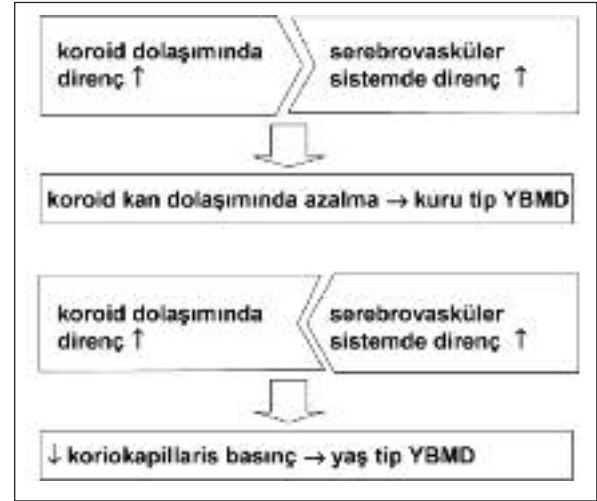 koroid dolaşımında
direnç ↑
serebrovasküler
sistemde direnç ↑
koroid kan dolaşımında azalma → kuru tip YBMD
koroid dolaşımında
direnç ↑
serebrovasküler
sistemde direnç ↑
↓ koriokapillaris basınç → yaş tip YBMD